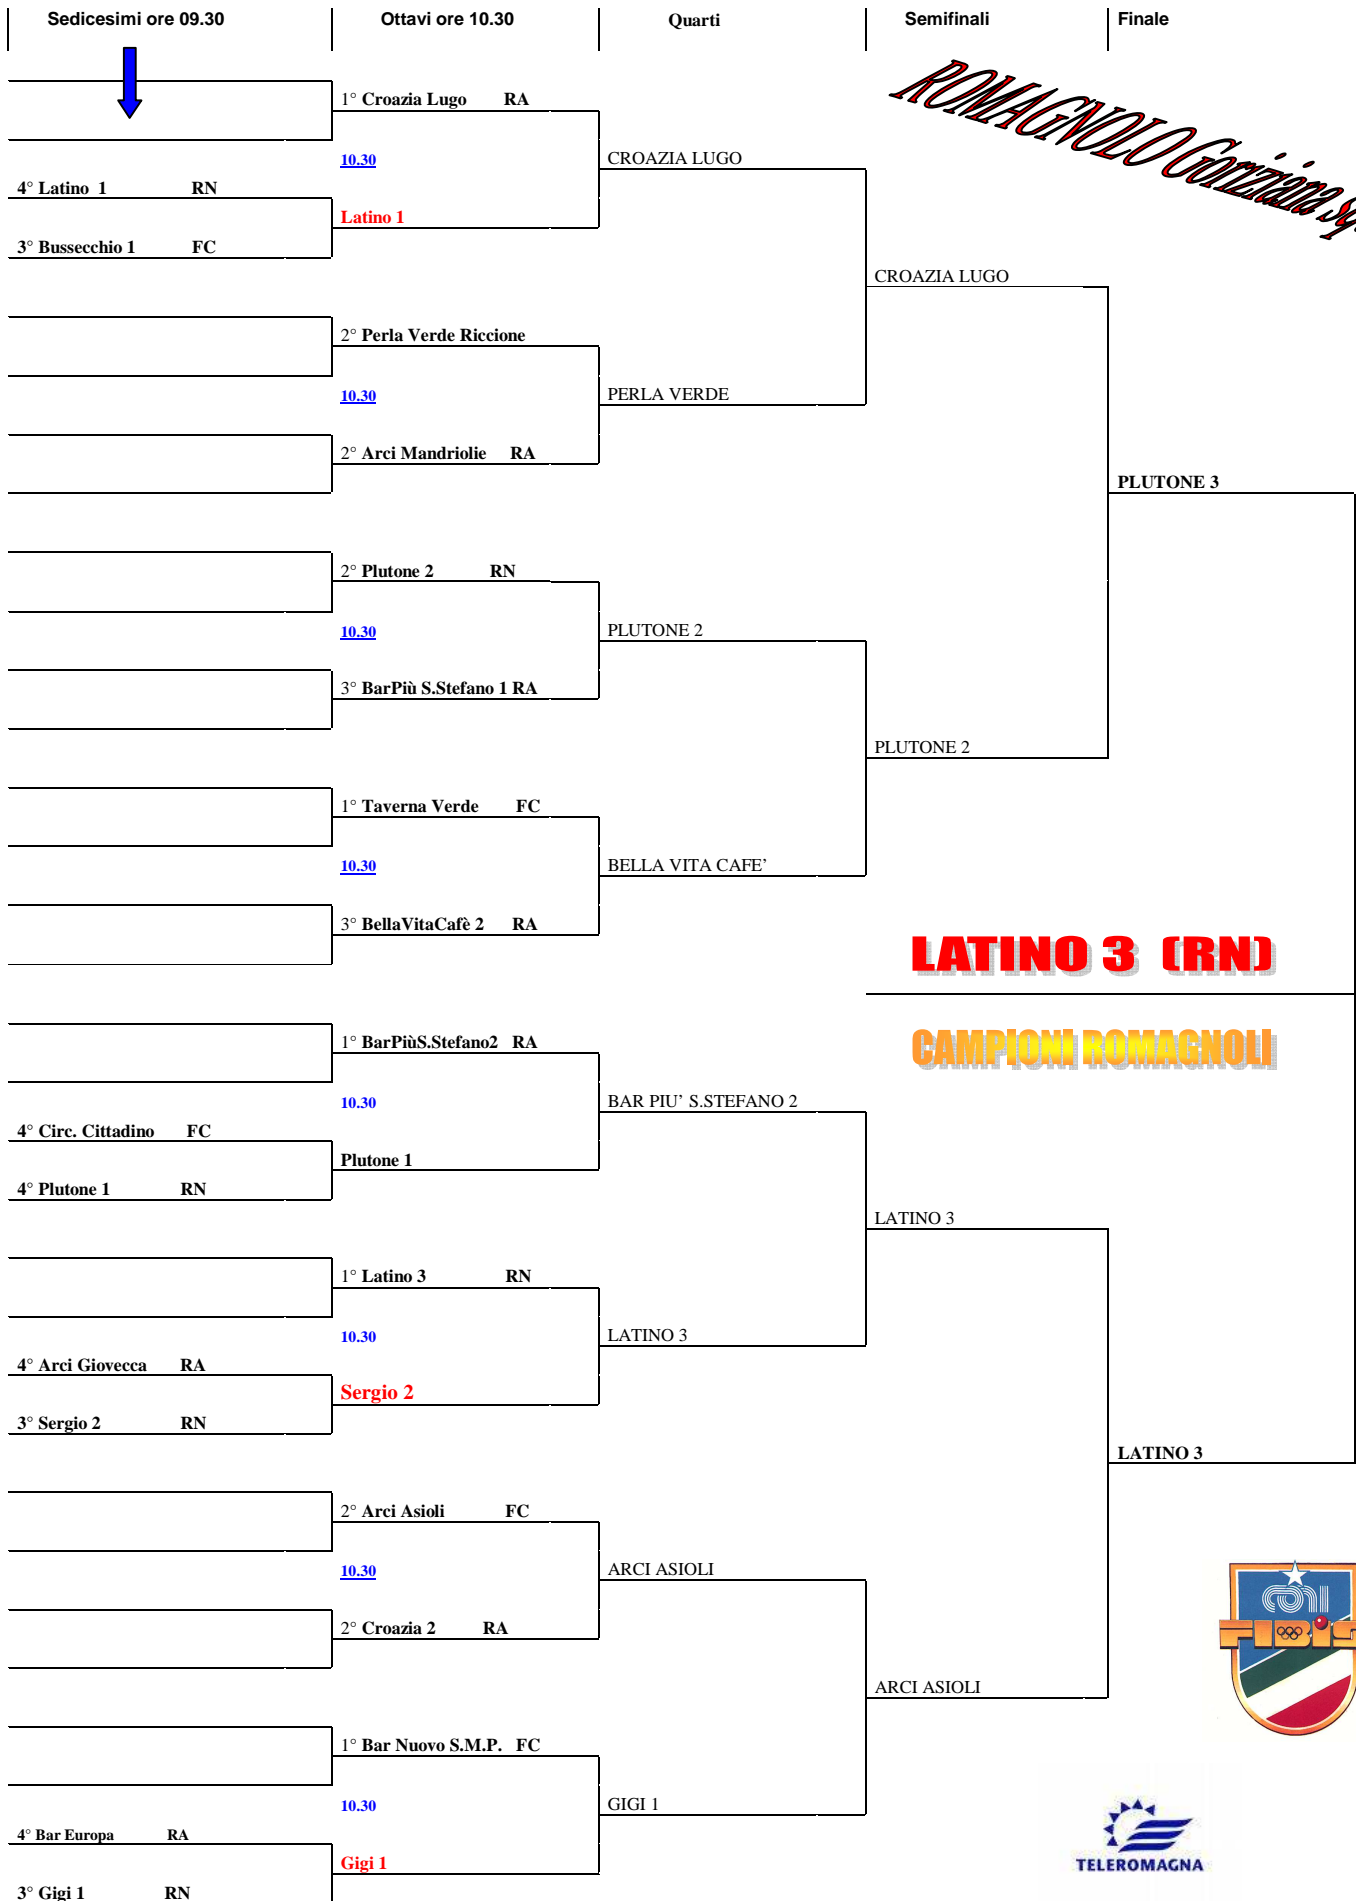 Sedicesimi ore 09.30
Ottavi ore 10.30
Quarti
Semifinali
Finale
ROMAGNOLO Goriziana
1° Croazia Lugo RA
10.30
CROAZIA LUGO
4° Latino 1 RN
Latino 1
3° Bussecchio 1 FC
CROAZIA LUGO
2° Perla Verde Riccione
10.30
PERLA VERDE
2° Arci Mandriolie RA
PLUTONE 3
2° Plutone 2 RN
10.30
PLUTONE 2
3° BarPiù S.Stefano 1 RA
PLUTONE 2
1° Taverna Verde FC
10.30
BELLA VITA CAFE’
3° BellaVitaCafè 2 RA
LATINO 3 (RN)
CAMPIONI ROMAGNOLI
1° BarPiùS.Stefano2 RA
10.30
BAR PIU’ S.STEFANO 2
4° Circ. Cittadino FC
Plutone 1
4° Plutone 1 RN
LATINO 3
1° Latino 3 RN
10.30
LATINO 3
4° Arci Giovecca RA
Sergio 2
3° Sergio 2 RN
LATINO 3
2° Arci Asioli FC
10.30
ARCI ASIOLI
CONI
FIBIS
2° Croazia 2 RA
ARCI ASIOLI
1° Bar Nuovo S.M.P. FC
10.30
GIGI 1
4° Bar Europa RA
Gigi 1
TELEROMAGNA
3° Gigi 1 RN